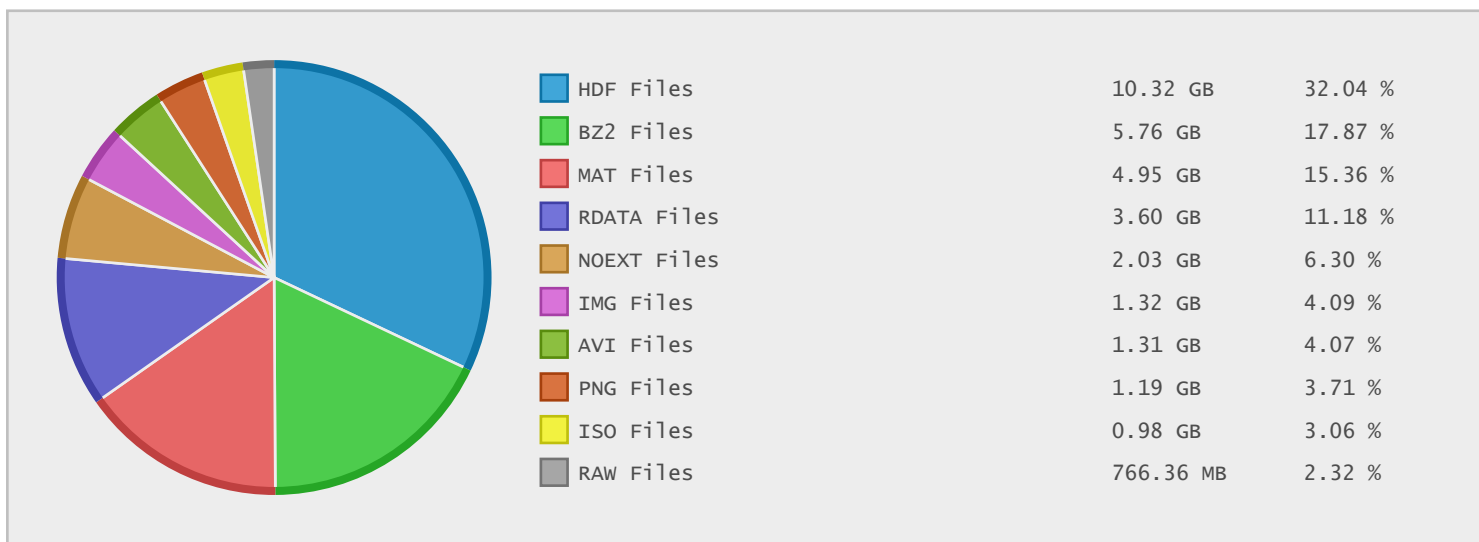 HDF Files 10.32 GB 32.04 %
BZ2 Files 5.76 GB 17.87 %
MAT Files 4.95 GB 15.36 %
RDATA Files 3.60 GB 11.18 %
NOEXT Files 2.03 GB 6.30 %
IMG Files 1.32 GB 4.09 %
AVI Files 1.31 GB 4.07 %
PNG Files 1.19 GB 3.71 %
ISO Files 0.98 GB 3.06 %
RAW Files 766.36 MB 2.32 %